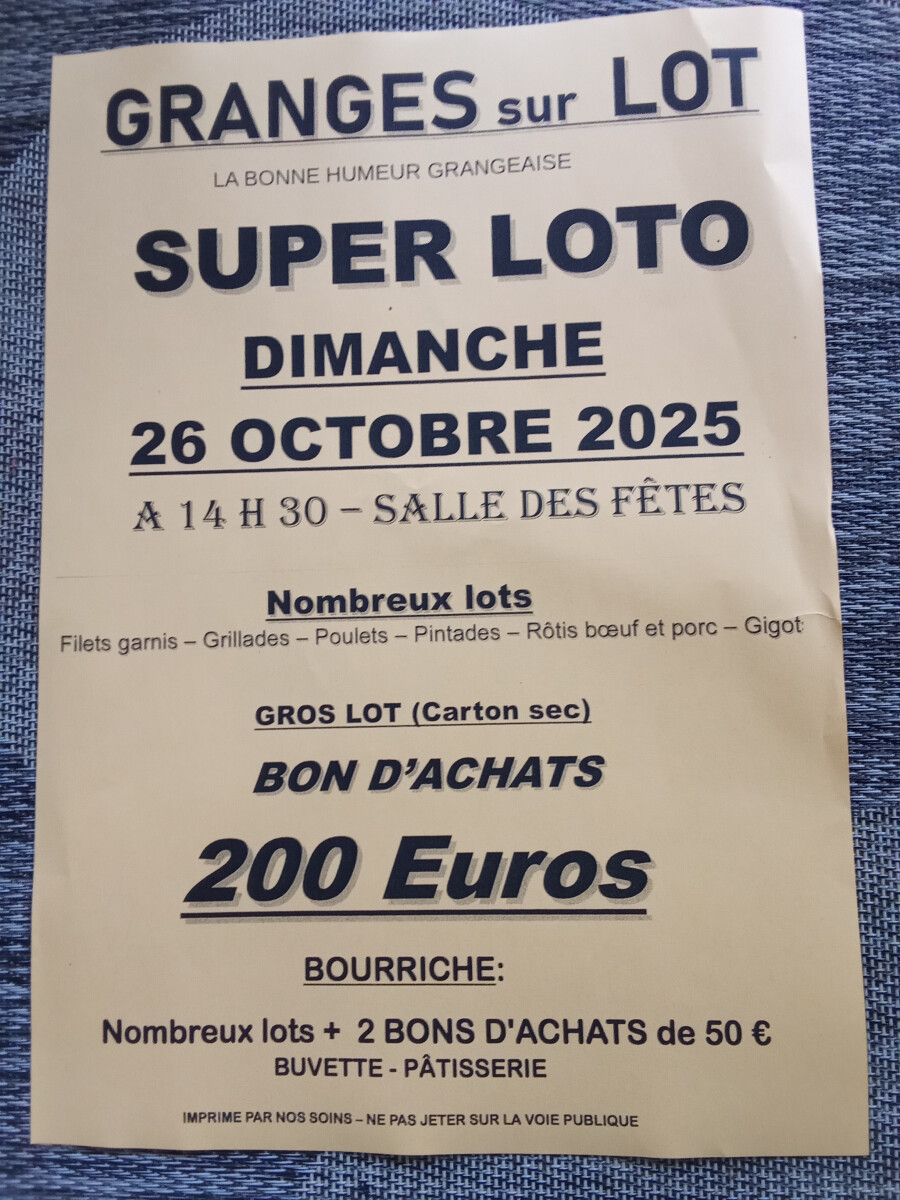 GRANGES sur LOT
LA BONNE HUMEUR GRANGEAISE
SUPER LOTO
DIMANCHE
26 OCTOBRE 2025
A 14 H 30 – SALLE DES FÊTES
Nombreux lots
Filets garnis – Grillades – Poulets – Pintades – Rôtis bœuf et porc – Gigot
GROS LOT (Carton sec)
BON D'ACHATS
200 Euros
BOURRICHE:
Nombreux lots + 2 BONS D'ACHATS de 50 €
BUVETTE - PÂTISSERIE
IMPRIME PAR NOS SOINS – NE PAS JETER SUR LA VOIE PUBLIQUE